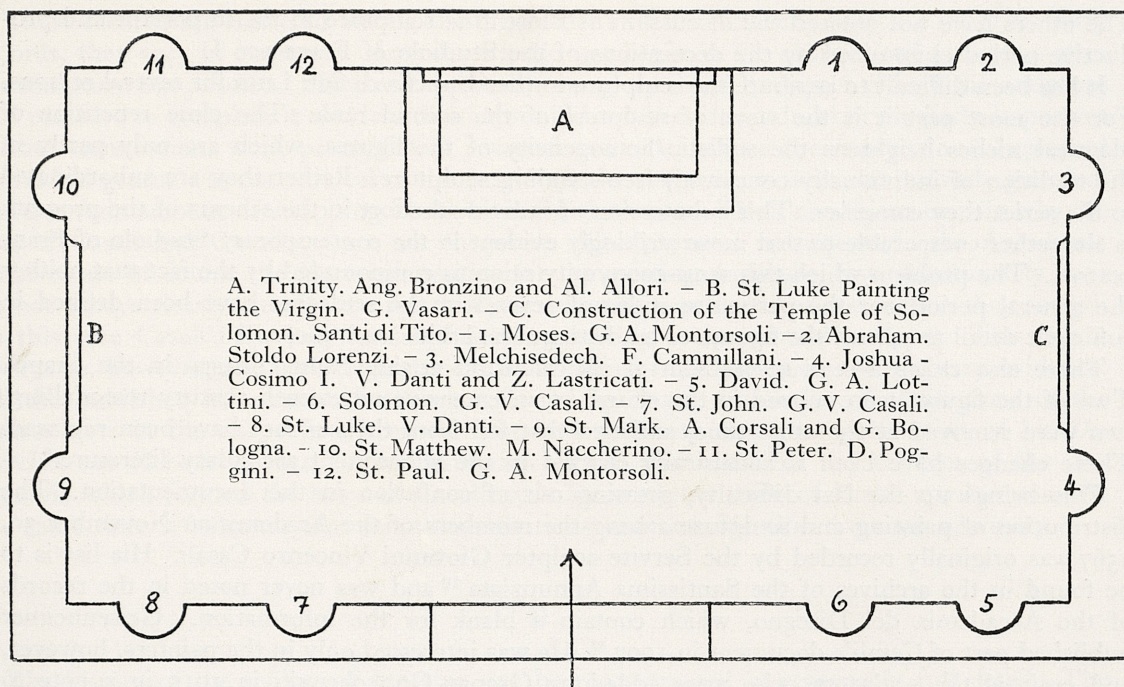 11 12 1 2
A
10 3
A. Trinity. Ang. Bronzino and Al. Allori. – B. St. Luke Painting
the Virgin. G. Vasari. – C. Construction of the Temple of So-
lomon. Santi di Tito. – 1. Moses. G. A. Montorsoli. – 2. Abraham.
Stoldo Lorenzi. – 3. Melchisedech. F. Cammillani. – 4. Joshua -
Cosimo I. V. Danti and Z. Lastricati. – 5. David. G. A. Lot-
tini. – 6. Solomon. G. V. Casali. – 7. St. John. G. V. Casali.
– 8. St. Luke. V. Danti. – 9. St. Mark. A. Corsali and G. Bo-
logna. – 10. St. Matthew. M. Naccherino. – 11. St. Peter. D. Pog-
gini. – 12. St. Paul. G. A. Montorsoli.
B C
9 4
8 7 6 5